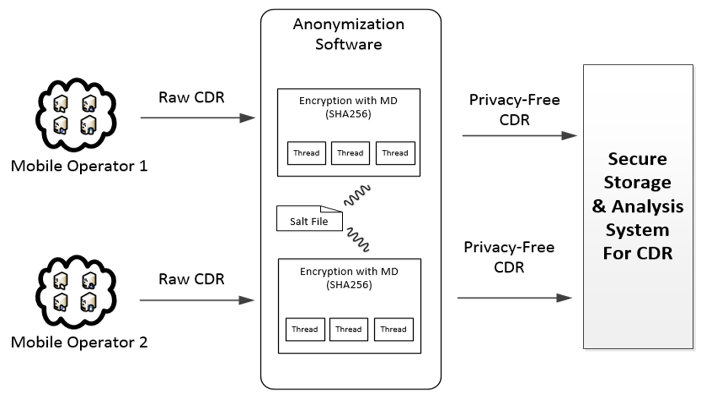 Anonymization
Software
Raw CDR
Mobile Operator 1
Encryption with MD
(SHA256)
Thread
Thread
Thread
Privacy-Free
CDR
Salt File
Secure
Storage
& Analysis
System
For CDR
Raw CDR
Mobile Operator 2
Encryption with MD
(SHA256)
Thread
Thread
Thread
Privacy-Free
CDR